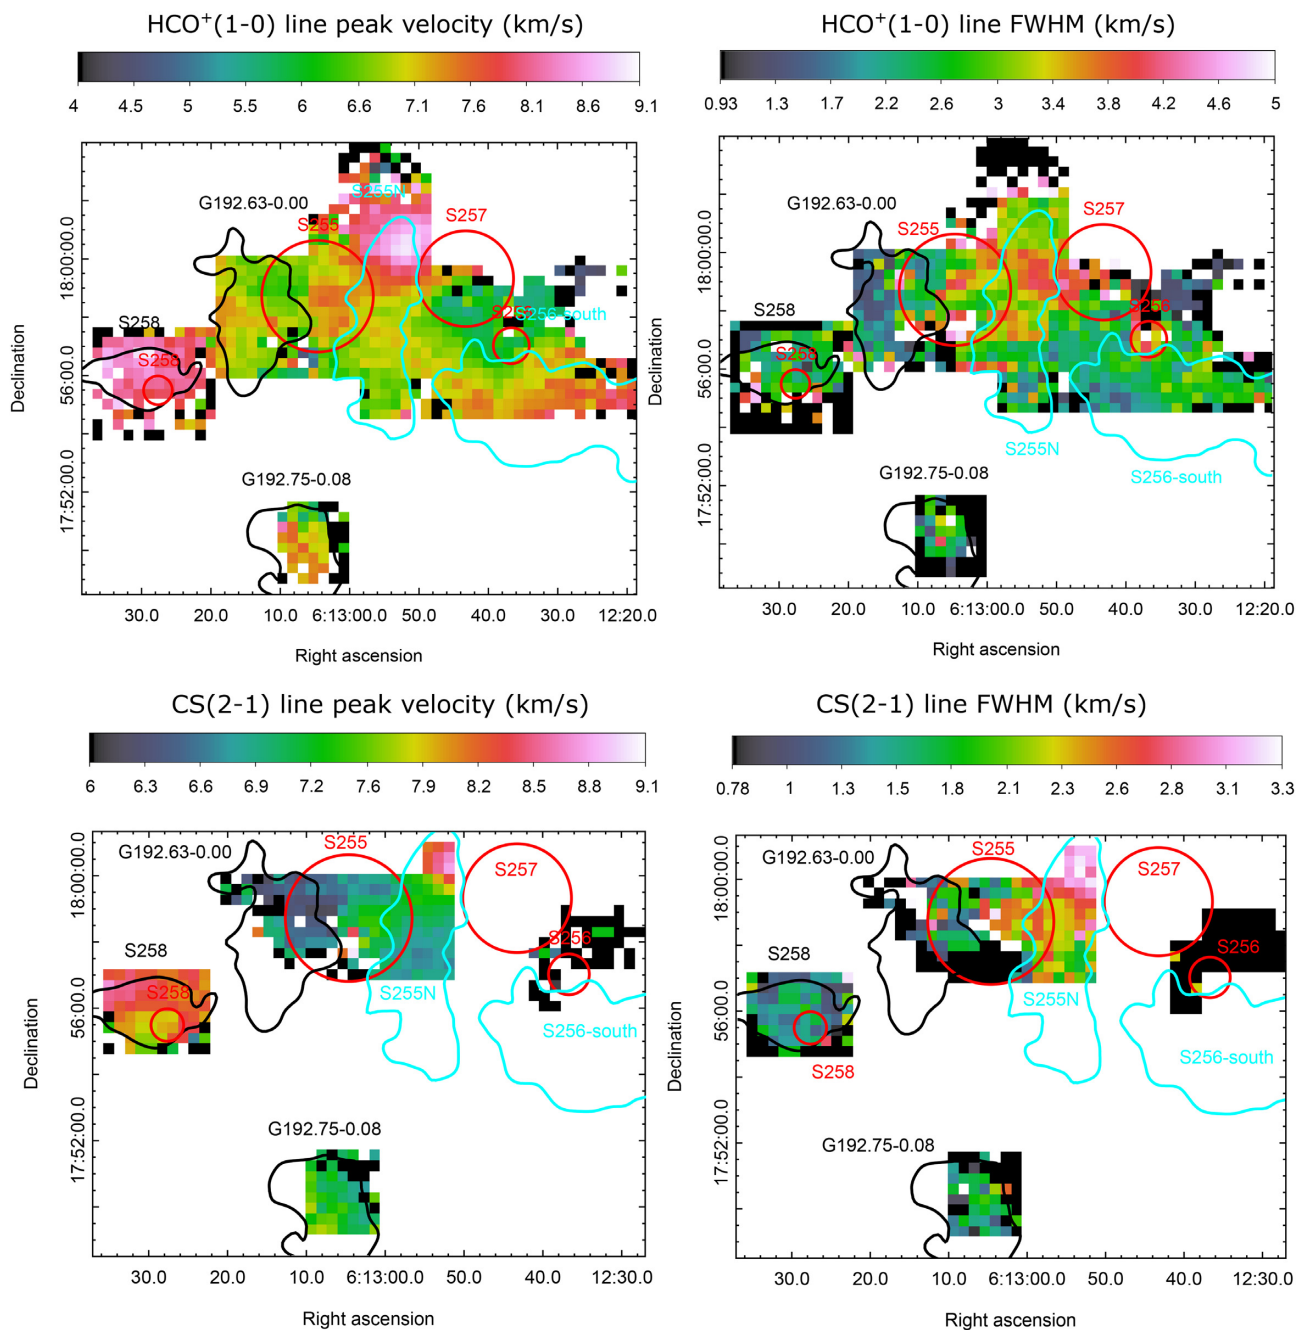 HCO+(1-0) line peak velocity (km/s)
4 4.5 5 5.5 6 6.6 7.1 7.6 8.1 8.6 9.1
S255N
G192.63-0.00
S255
S257
S256
S256-south
S258
S258
G192.75-0.08
18:00:00.0
56:00.0
17:52:00.0
Declination
30.0 20.0 10.0 6:13:00.0 50.0 40.0 30.0 12:20.0
Right ascension
HCO+(1-0) line FWHM (km/s)
0.93 1.3 1.7 2.2 2.6 3 3.4 3.8 4.2 4.6 5
G192.63-0.00
S255
S257
S256
S258
S258
S255N
G192.75-0.08
S256-south
18:00:00.0
56:00.0
17:52:00.0
Declination
30.0 20.0 10.0 6:13:00.0 50.0 40.0 30.0 12:20.0
Right ascension
CS(2-1) line peak velocity (km/s)
6 6.3 6.6 6.9 7.2 7.6 7.9 8.2 8.5 8.8 9.1
S255
G192.63-0.00
S257
S256
S258
S258
S255N
S256-south
G192.75-0.08
18:00:00.0
56:00.0
17:52:00.0
Declination
30.0 20.0 10.0 6:13:00.0 50.0 40.0 12:30.0
Right ascension
CS(2-1) line FWHM (km/s)
0.78 1 1.3 1.5 1.8 2 2.3 2.6 2.8 3.1 3.3
S255
G192.63-0.00
S257
S256
S258
S255N
S256-south
S258
G192.75-0.08
18:00:00.0
56:00.0
17:52:00.0
Declination
30.0 20.0 10.0 6:13:00.0 50.0 40.0 12:30.0
Right ascension